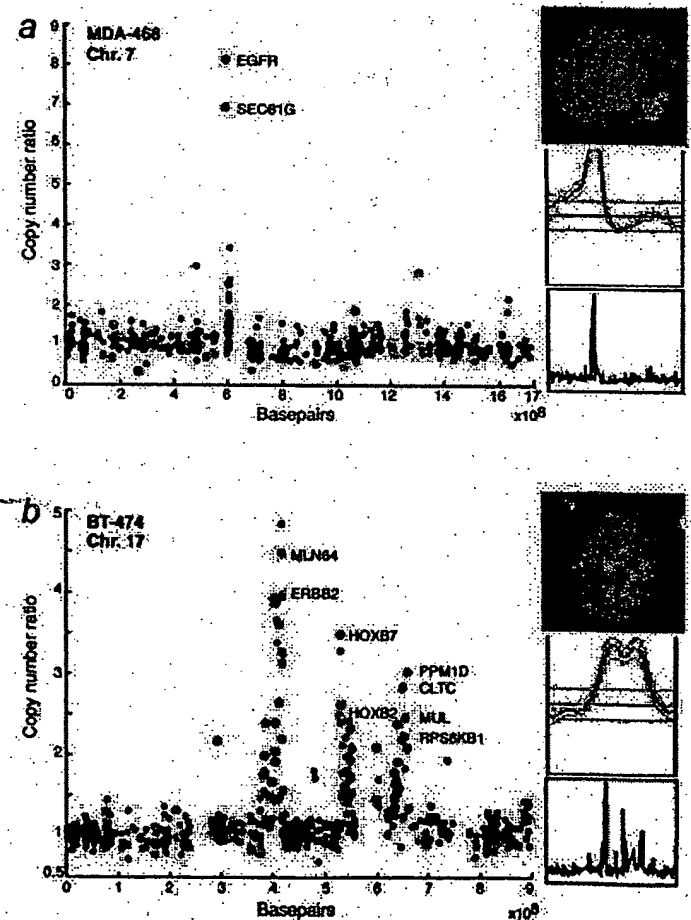 a
MDA-468
Chr. 7
EGFR
SEC61G
Copy number ratio
9
8
7
6
5
4
3
2
1
0
0 2 4 6 8 10 12 14 16 17
Basepairs
x10⁸
b
BT-474
Chr. 17
MLN64
ERBB2
HOXB7
PPM1D
CLTC
HOXB2
MUL
RPS6KB1
Copy number ratio
5
4
3
2
1
0.5
0 1 2 3 4 5 6 7 8 9
Basepairs
x10⁸